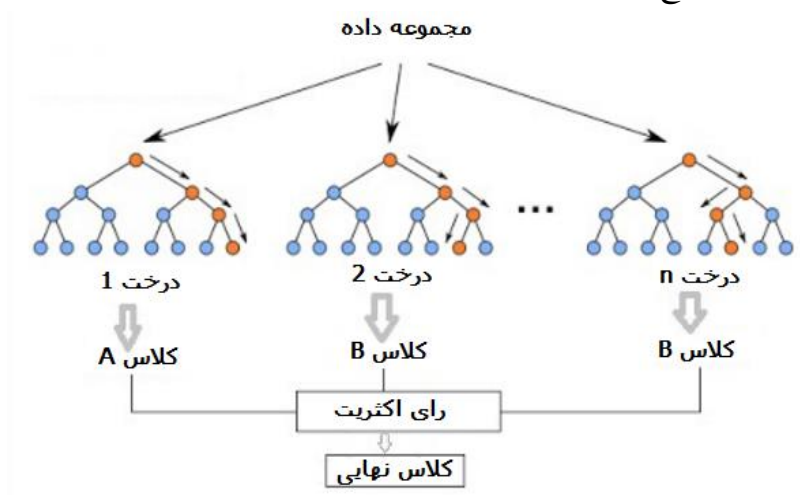 مجموعه داده
...
درخت 1
درخت 2
درخت n
کلاس A
کلاس B
کلاس B
رای اکثریت
کلاس نهایی